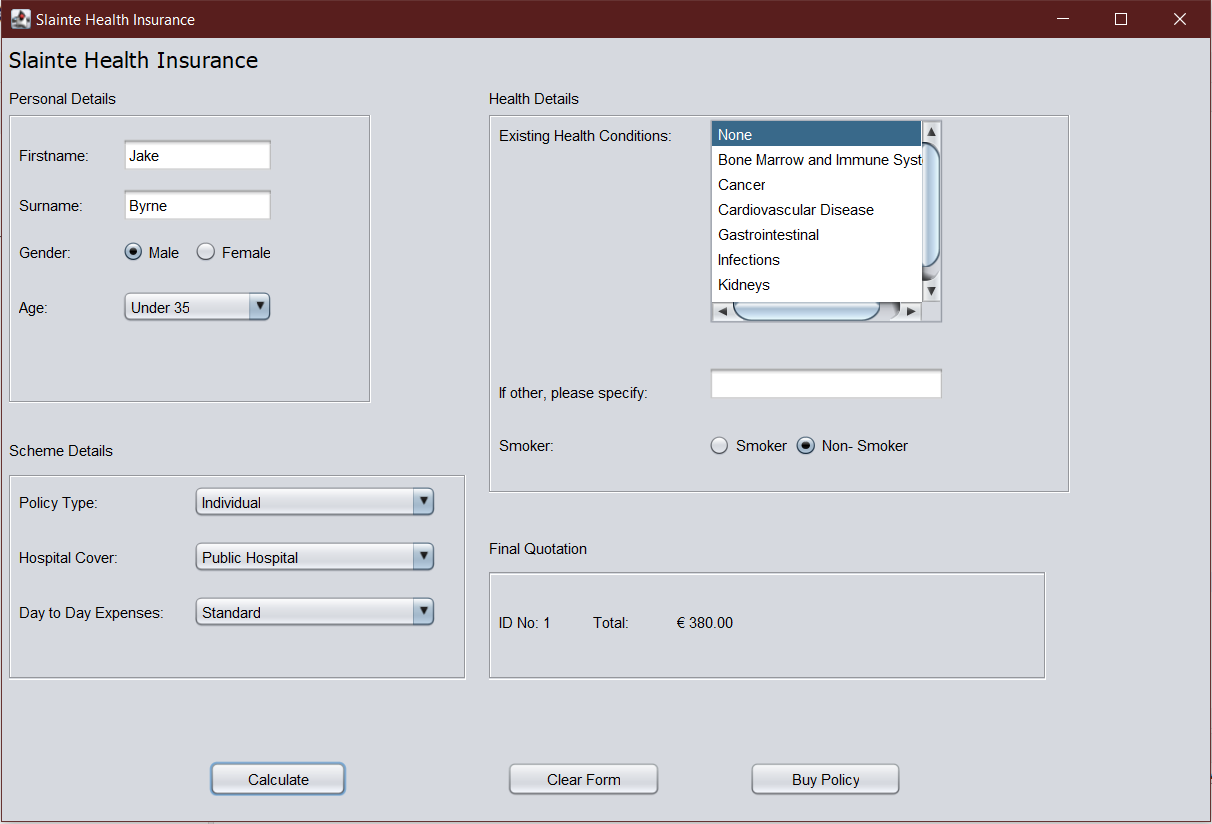 Slainte Health Insurance
Slainte Health Insurance
Personal Details
Firstname: Jake
Surname: Byrne
Gender: Male Female
Age: Under 35
Scheme Details
Policy Type: Individual
Hospital Cover: Public Hospital
Day to Day Expenses: Standard
Health Details
Existing Health Conditions:
None
Bone Marrow and Immune Syst
Cancer
Cardiovascular Disease
Gastrointestinal
Infections
Kidneys
If other, please specify:
Smoker: Smoker Non- Smoker
Final Quotation
ID No: 1 Total: € 380.00
Calculate Clear Form Buy Policy